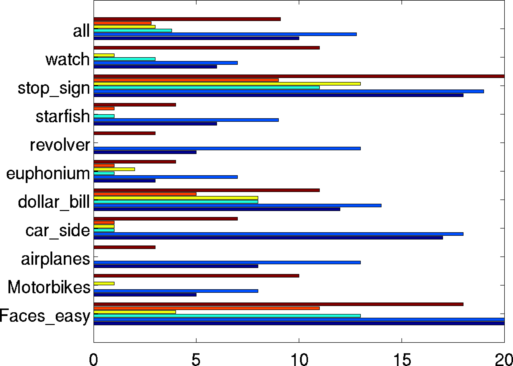 all
watch
stop_sign
starfish
revolver
euphonium
dollar_bill
car_side
airplanes
Motorbikes
Faces_easy
0 5 10 15 20